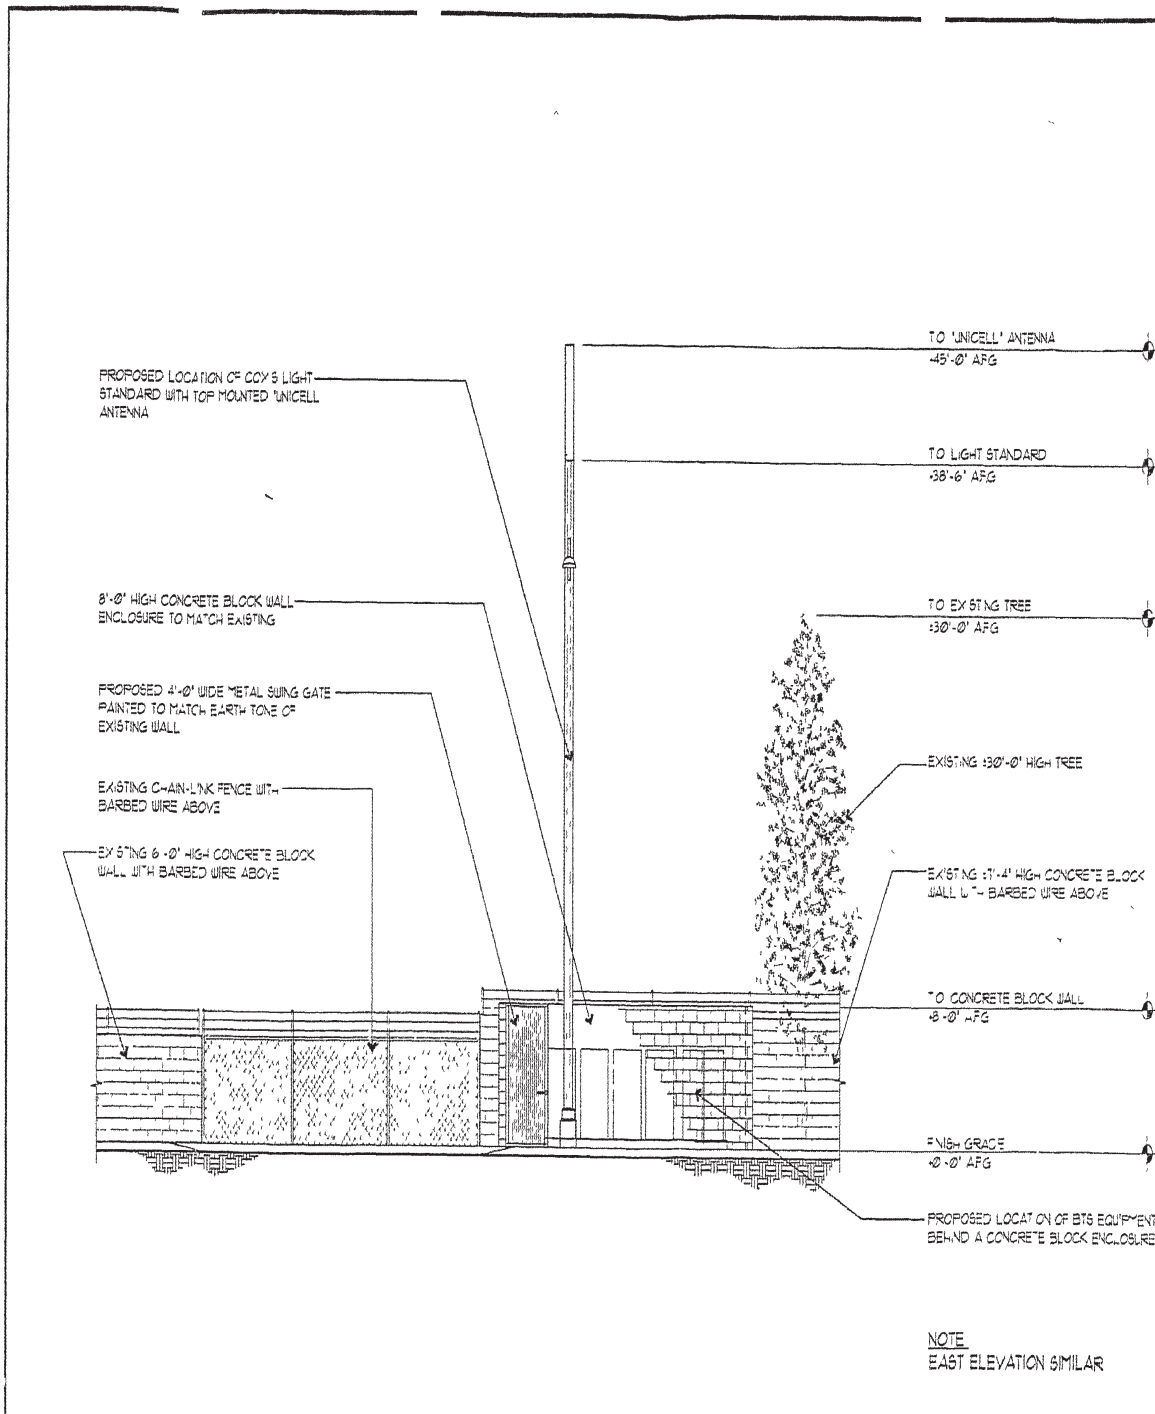 TO 'UNICELL' ANTENNA
+45'-0" AFG
PROPOSED LOCATION OF COX'S LIGHT
STANDARD WITH TOP MOUNTED 'UNICELL
ANTENNA
TO LIGHT STANDARD
+38'-6" AFG
8'-0" HIGH CONCRETE BLOCK WALL
ENCLOSURE TO MATCH EXISTING
TO EXISTING TREE
±30'-0" AFG
PROPOSED 4'-0" WIDE METAL SWING GATE
PAINTED TO MATCH EARTH TONE OF
EXISTING WALL
EXISTING ±30'-0" HIGH TREE
EXISTING CHAIN-LINK FENCE WITH
BARBED WIRE ABOVE
EXISTING 6'-0" HIGH CONCRETE BLOCK
WALL WITH BARBED WIRE ABOVE
EXISTING ±7'-4" HIGH CONCRETE BLOCK
WALL WITH BARBED WIRE ABOVE
TO CONCRETE BLOCK WALL
+8'-0" AFG
FINISH GRADE
+0'-0" AFG
PROPOSED LOCATION OF BTS EQUIPMENT
BEHIND A CONCRETE BLOCK ENCLOSURE
NOTE
EAST ELEVATION SIMILAR